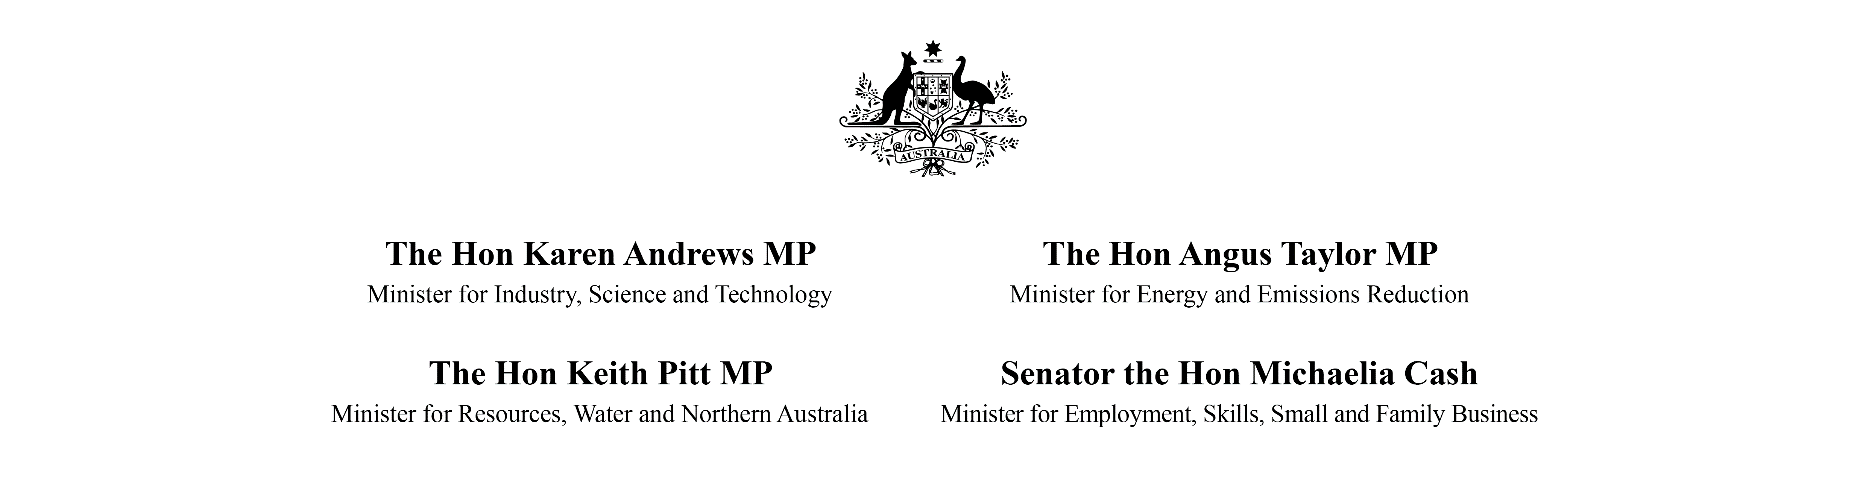 AUSTRALIA
The Hon Karen Andrews MP
Minister for Industry, Science and Technology
The Hon Angus Taylor MP
Minister for Energy and Emissions Reduction
The Hon Keith Pitt MP
Minister for Resources, Water and Northern Australia
Senator the Hon Michaelia Cash
Minister for Employment, Skills, Small and Family Business